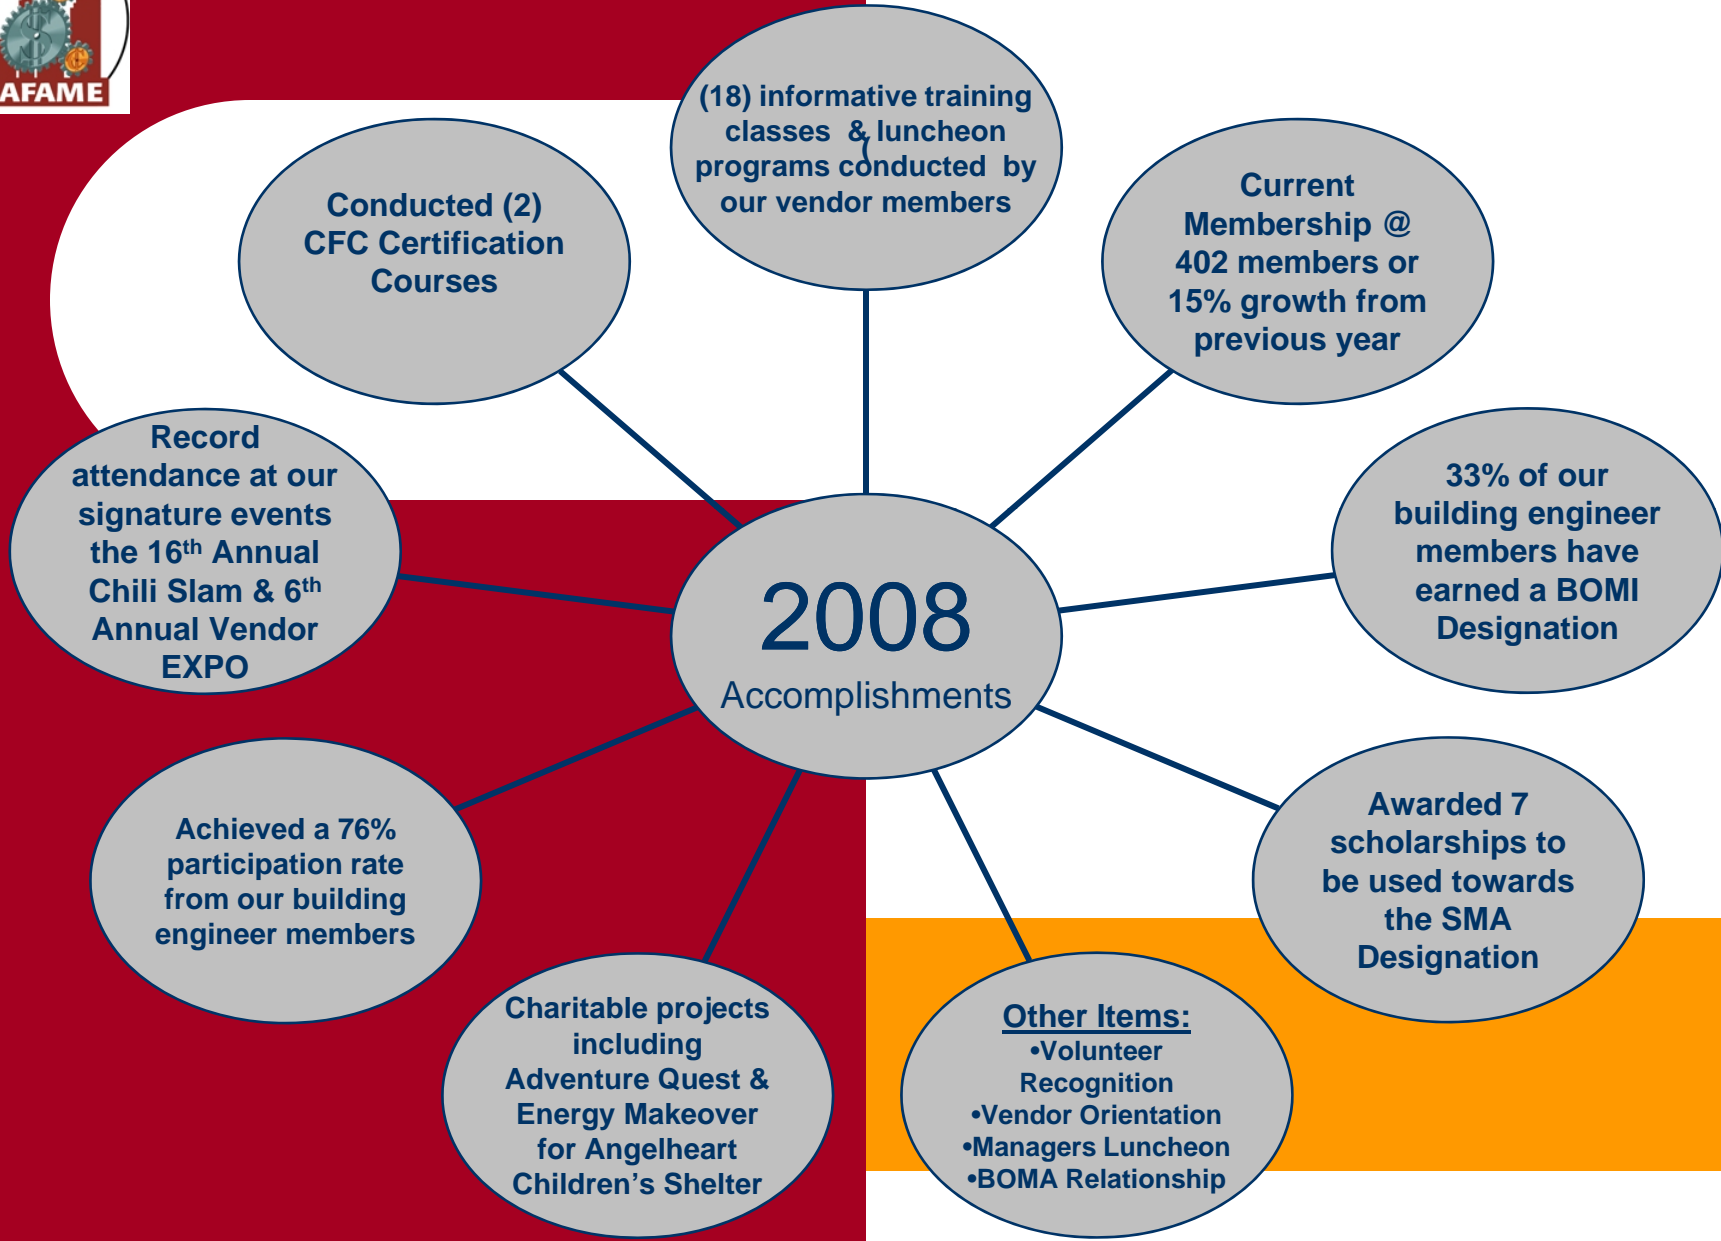 AFAME
(18) informative training
classes & luncheon
(
programs conducted by
our vendor members
Conducted (2)
CFC Certification
Courses
Current
Membership @
402 members or
15% growth from
previous year
Record
attendance at our
signature events
the 16th Annual
Chili Slam & 6th
Annual Vendor
EXPO
33% of our
building engineer
members have
earned a BOMI
Designation
2008
Accomplishments
Achieved a 76%
participation rate
from our building
engineer members
Awarded 7
scholarships to
be used towards
the SMA
Designation
Charitable projects
including
Adventure Quest &
Energy Makeover
for Angelheart
Children’s Shelter
Other Items:
•Volunteer
Recognition
•Vendor Orientation
•Managers Luncheon
•BOMA Relationship